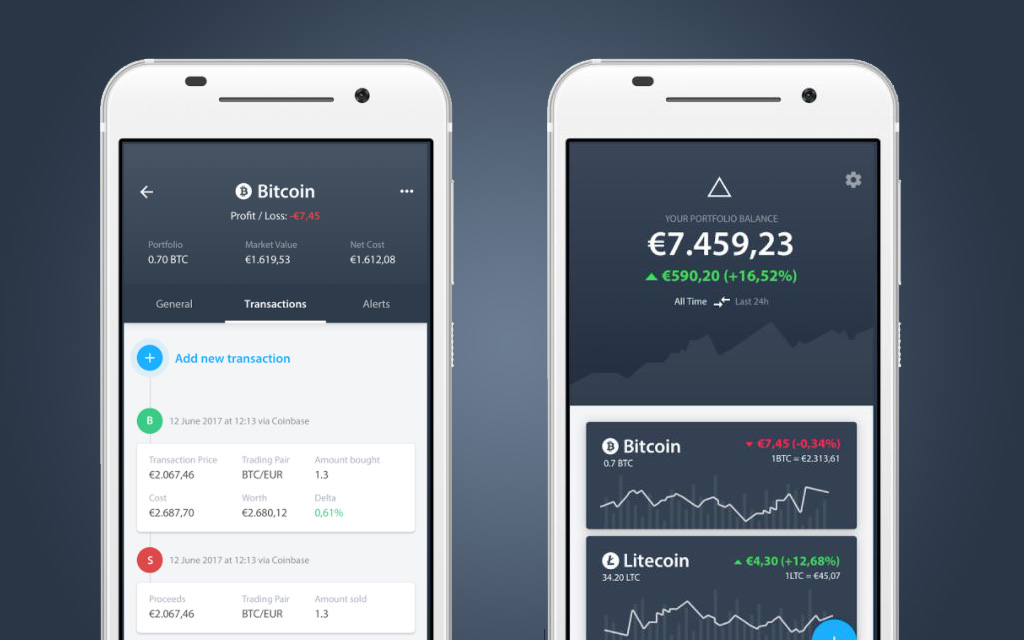 Bitcoin
Profit / Loss: -€7,45
Portfolio Market Value Net Cost
0.70 BTC €1.619,53 €1.612,08
General Transactions Alerts
+ Add new transaction
B 12 June 2017 at 12:13 via Coinbase
Transaction Price Trading Pair Amount bought
€2.067,46 BTC/EUR 1.3
Cost Worth Delta
€2.687,70 €2.680,12 0,61%
S 12 June 2017 at 12:13 via Coinbase
Proceeds Trading Pair Amount sold
€2.067,46 BTC/EUR 1.3
YOUR PORTFOLIO BALANCE
€7.459,23
€590,20 (+16,52%)
All Time Last 24h
Bitcoin €7,45 (-0,34%)
0.7 BTC 1BTC = €2.313,61
Litecoin €4,30 (+12,68%)
34.20 LTC 1LTC = €45,07